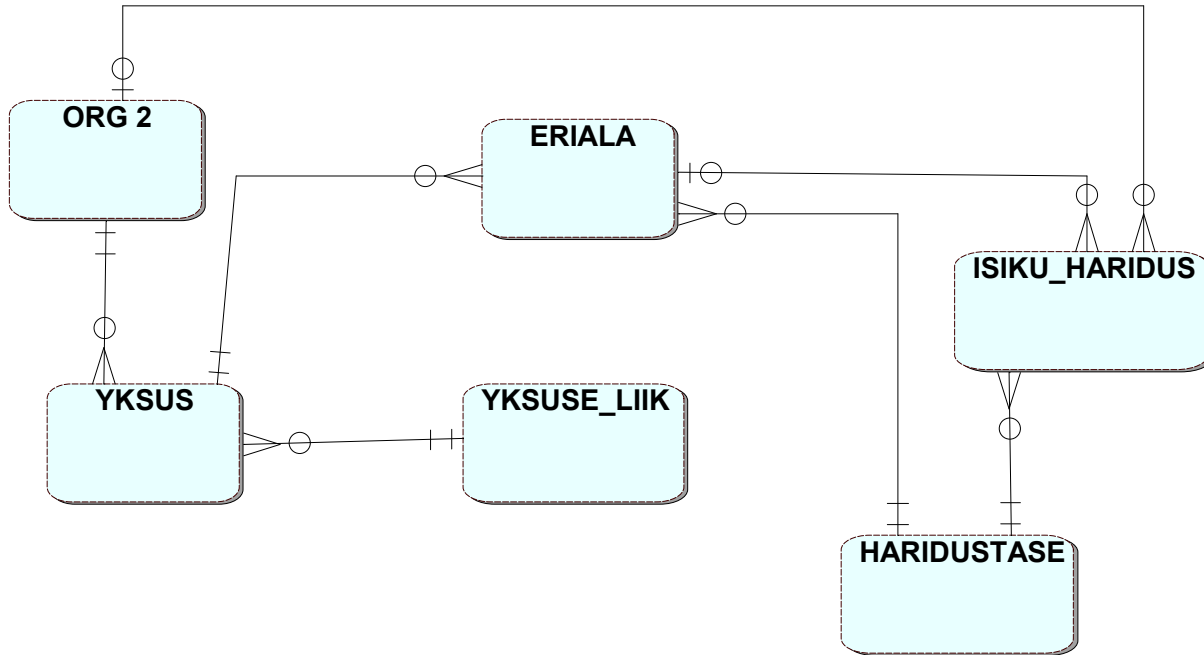 ORG 2
ERIALA
ISIKU_HARIDUS
YKSUS
YKSUSE_LIIK
HARIDUSTASE